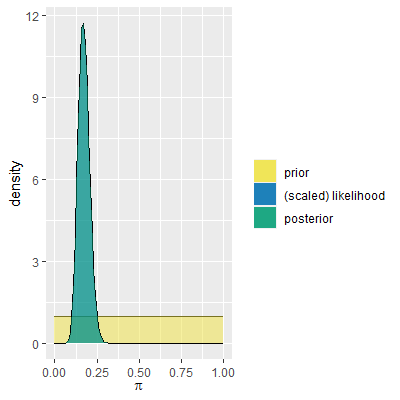 12
9
6
3
0
density
0.00 0.25 0.50 0.75 1.00
π
prior
(scaled) likelihood
posterior